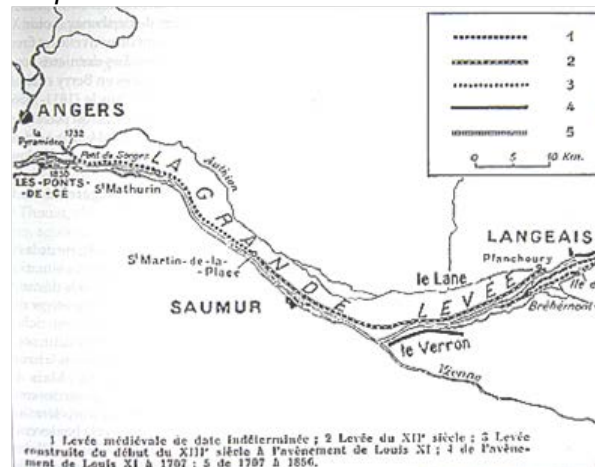 1
2
3
4
5
0 5 10 Km.
ANGERS
la Pyramide
1732
Pont de Sorges
Authion
1830
LES-PONTS-
DE-CÉ
St Mathurin
LA GRANDE LEVÉE
St Martin-de-la-
Place
SAUMUR
le Lane
LANGEAIS
Planchoury
Ile
Bréhémont
le Verron
Vienne
1 Levée médiévale de date indéterminée ; 2 Levée du XIIe siècle ; 3 Levée
construite du début du XIIIe siècle à l'avènement de Louis XI ; 4 de l'avène-
ment de Louis XI à 1707 ; 5 de 1707 à 1856.